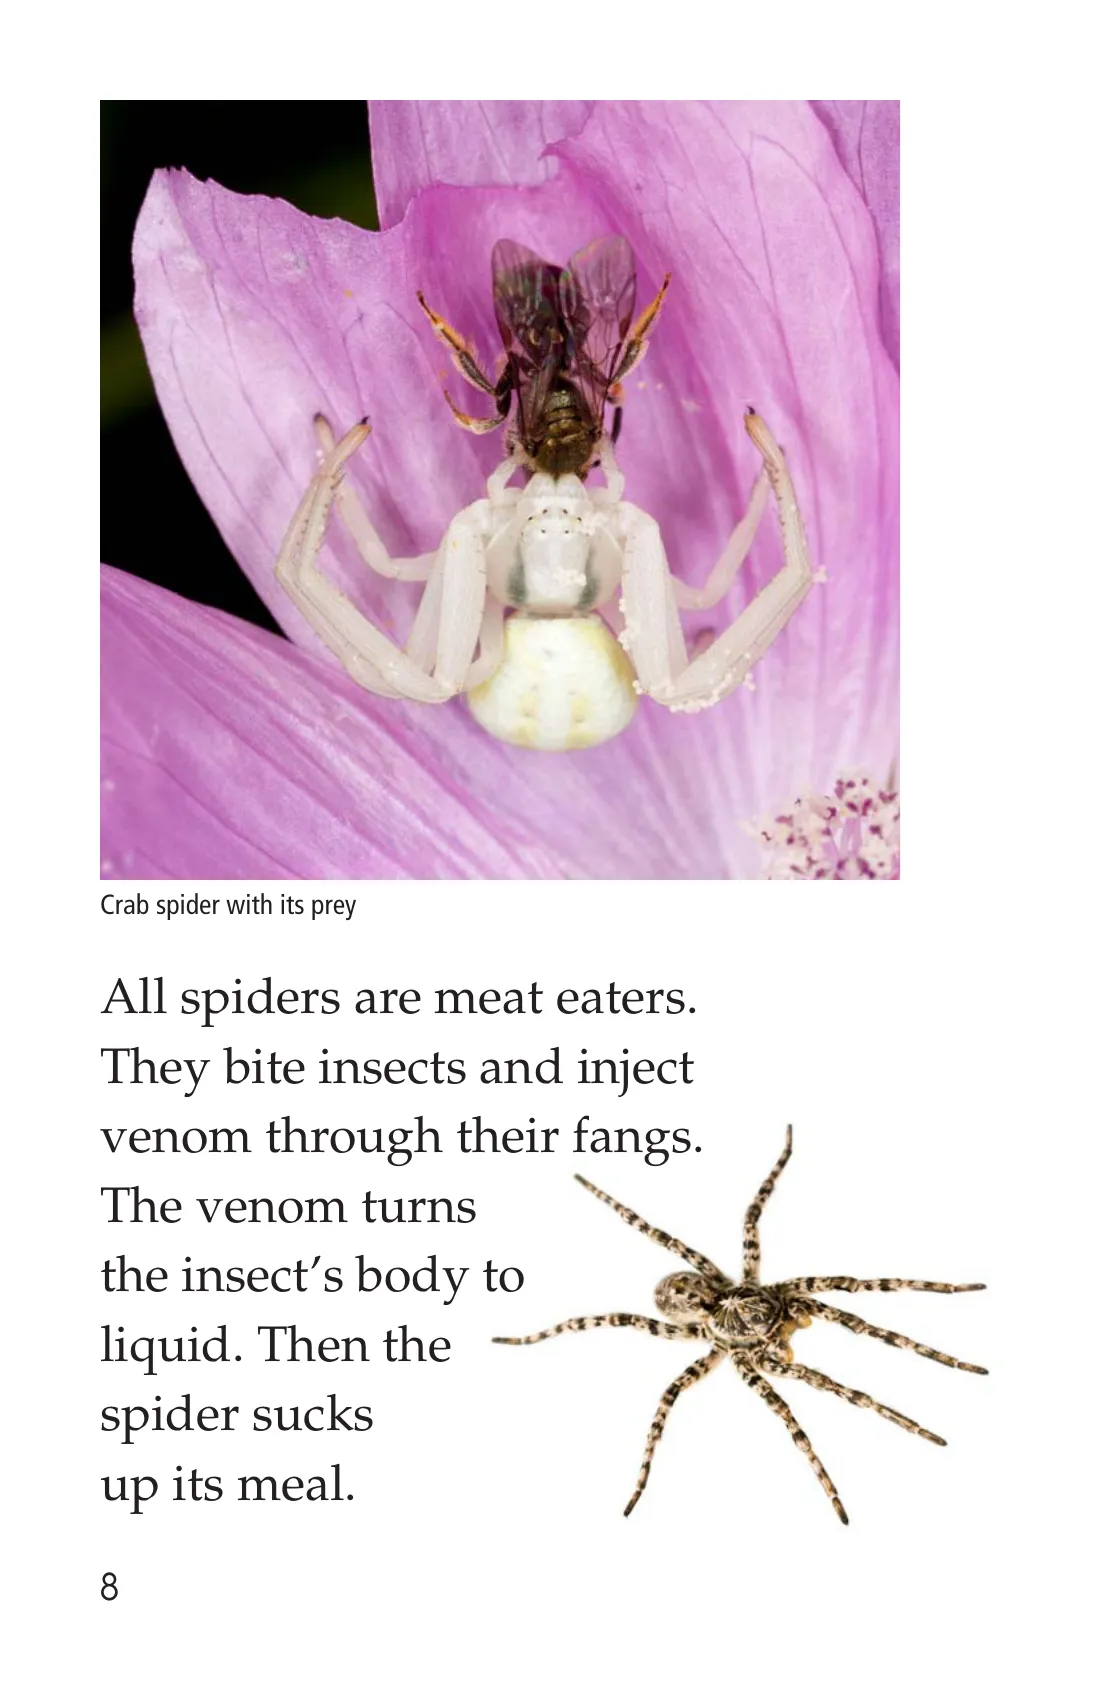 Crab spider with its prey
All spiders are meat eaters.
They bite insects and inject
venom through their fangs.
The venom turns
the insect’s body to
liquid. Then the
spider sucks
up its meal.
8